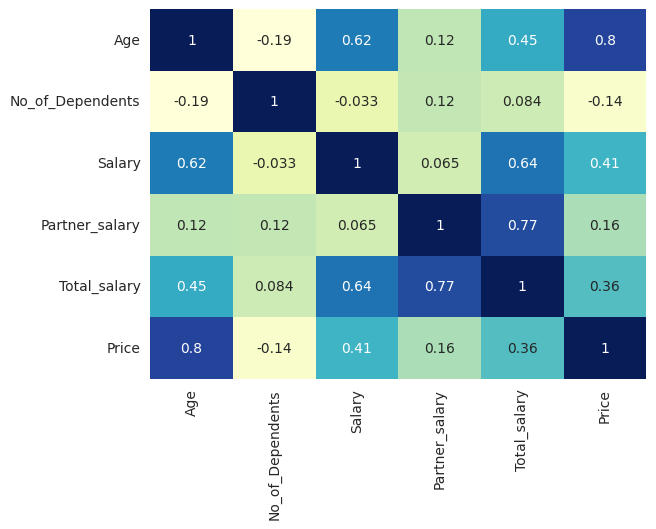 Age 1 -0.19 0.62 0.12 0.45 0.8
No_of_Dependents -0.19 1 -0.033 0.12 0.084 -0.14
Salary 0.62 -0.033 1 0.065 0.64 0.41
Partner_salary 0.12 0.12 0.065 1 0.77 0.16
Total_salary 0.45 0.084 0.64 0.77 1 0.36
Price 0.8 -0.14 0.41 0.16 0.36 1
Age No_of_Dependents Salary Partner_salary Total_salary Price